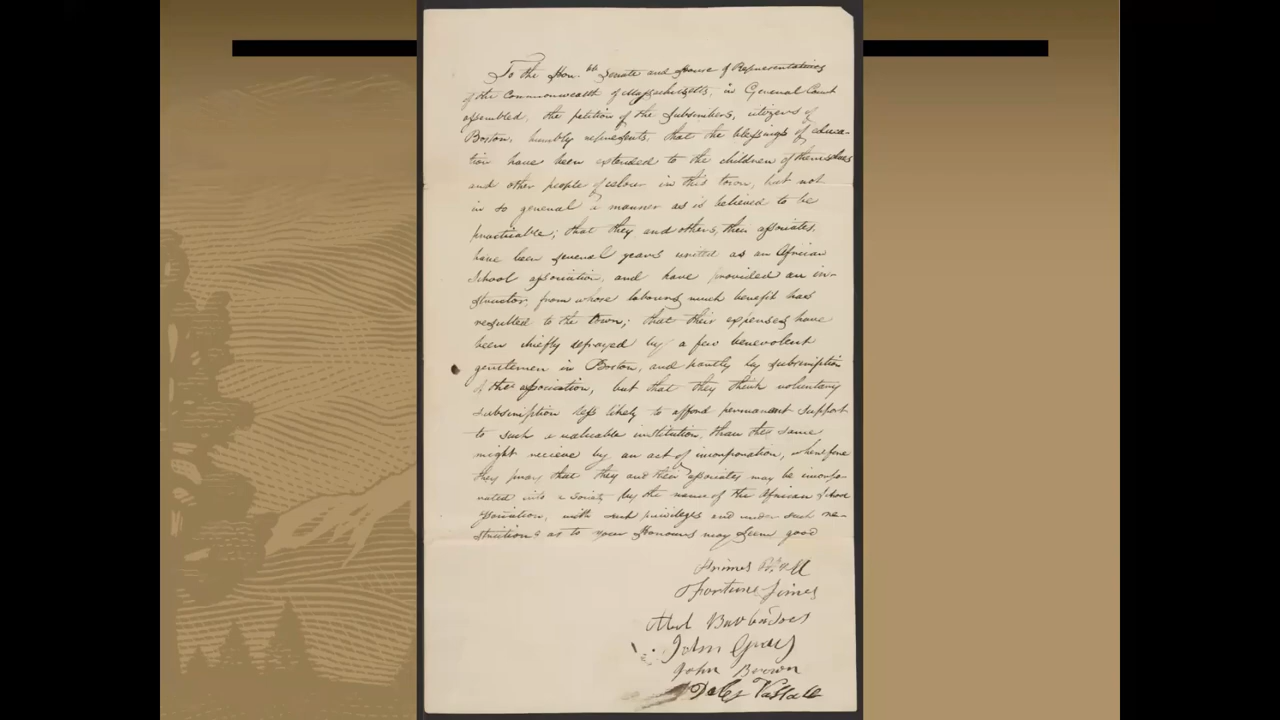 To the Hon.ble Senate and House of Representatives
of the Commonwealth of Massachusetts, in General Court
assembled, the petition of the subscribers, citizens of
Boston, humbly represents, that the blessings of educa-
tion have been extended to the children of themselves
and other people of colour in this town, but not
in so general a manner as is believed to be
practicable; that they and others, their associates,
have been several years united as an African
School association, and have provided an in-
structor, from whose labours much benefit has
resulted to the town; that their expenses have
been chiefly defrayed by a few benevolent
gentlemen in Boston, and partly by subscription
of the association, but that they think voluntary
subscription less likely to afford permanent support
to such a valuable institution, than the same
might recieve by an act of incorporation, wherefore
they pray that they and their associates may be incorpo-
rated into a Society by the name of the African School
association, with such privileges and under such re-
strictions as to your Honours may seem good
Primus
Fortune Jimes
Abel Barbadoes
John Gray
John Brown
Vassall